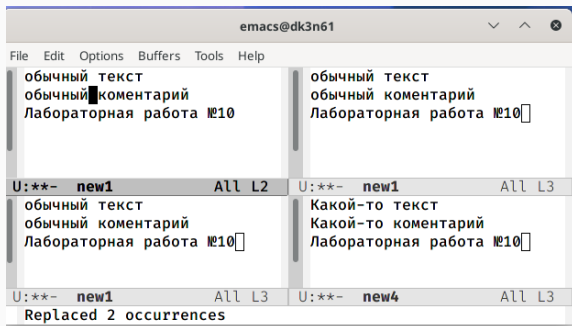 emacs@dk3n61
File Edit Options Buffers Tools Help
обычный текст
обычный коментарий
Лабораторная работа №10
U:**- new1 All L2
обычный текст
обычный коментарий
Лабораторная работа №10
U:**- new1 All L3
обычный текст
обычный коментарий
Лабораторная работа №10
U:**- new1 All L3
Какой-то текст
Какой-то коментарий
Лабораторная работа №10
U:**- new4 All L3
Replaced 2 occurrences